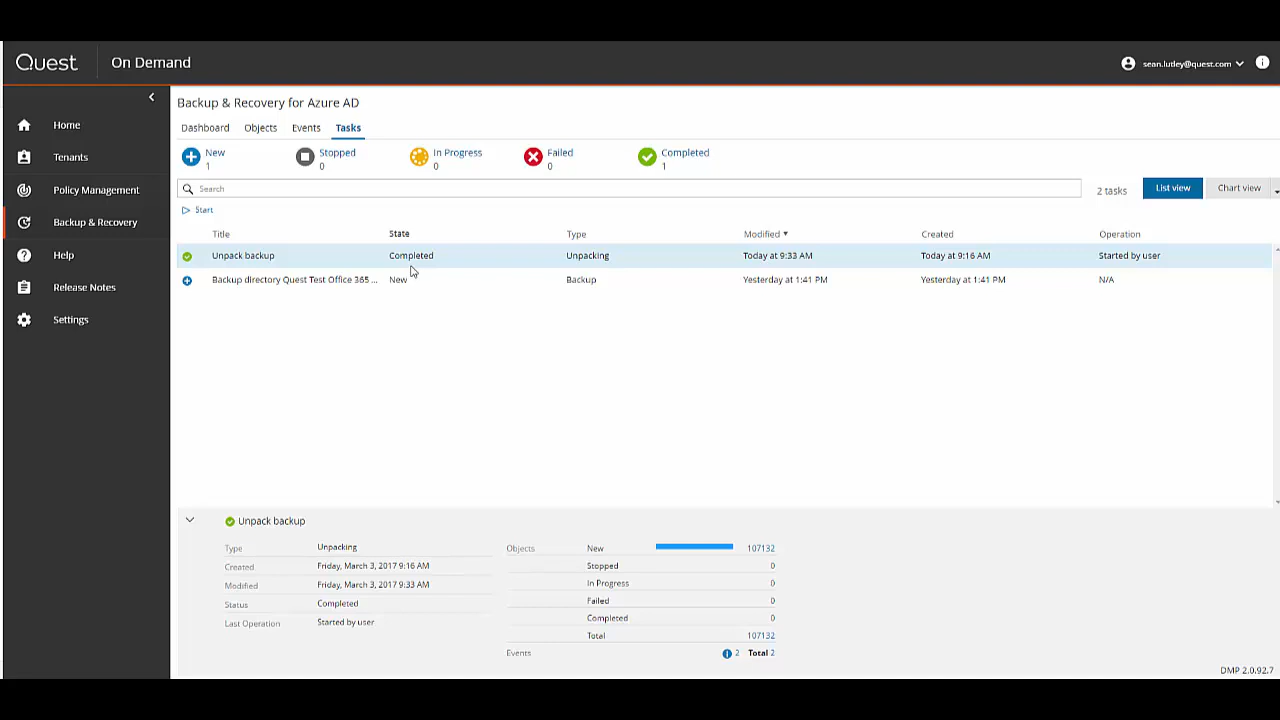 Quest On Demand sean.lutley@quest.com
Backup & Recovery for Azure AD
Home
Tenants
Policy Management
Backup & Recovery
Help
Release Notes
Settings
Dashboard Objects Events Tasks
New Stopped In Progress Failed Completed
1 0 0 0 1
Search 2 tasks List view Chart view
Start
Title State Type Modified Created Operation
Unpack backup Completed Unpacking Today at 9:33 AM Today at 9:16 AM Started by user
Backup directory Quest Test Office 365 ... New Backup Yesterday at 1:41 PM Yesterday at 1:41 PM N/A
Unpack backup
Type Unpacking
Created Friday, March 3, 2017 9:16 AM
Modified Friday, March 3, 2017 9:33 AM
Status Completed
Last Operation Started by user
Objects New 107132
Stopped 0
In Progress 0
Failed 0
Completed 0
Total 107132
Events 2 Total 2
DMP 2.0.92.7